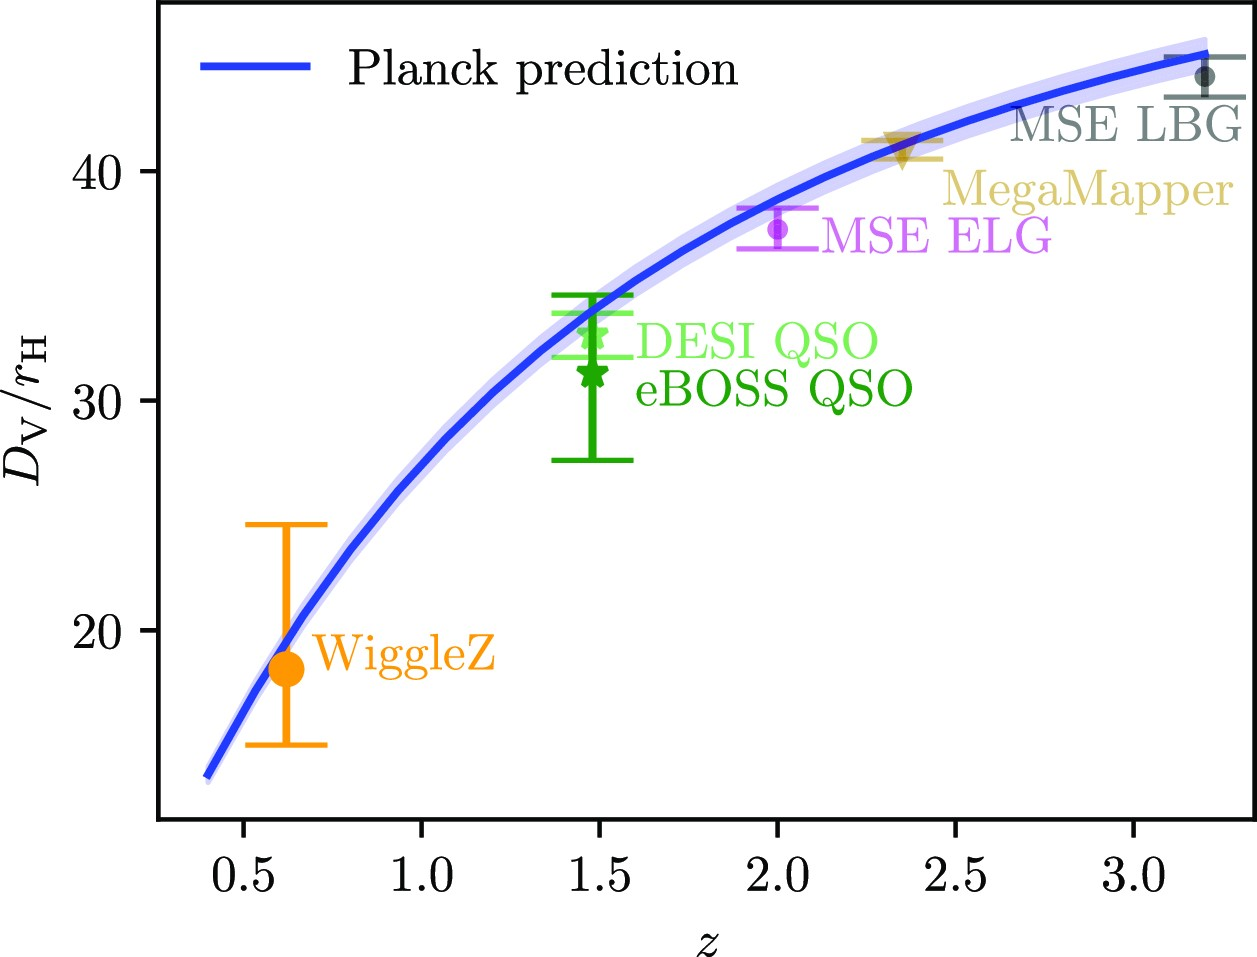 Planck prediction
MSE LBG
40
MegaMapper
MSE ELG
DESI QSO
eBOSS QSO
D_V/r_H
30
20
WiggleZ
0.5 1.0 1.5 2.0 2.5 3.0
z